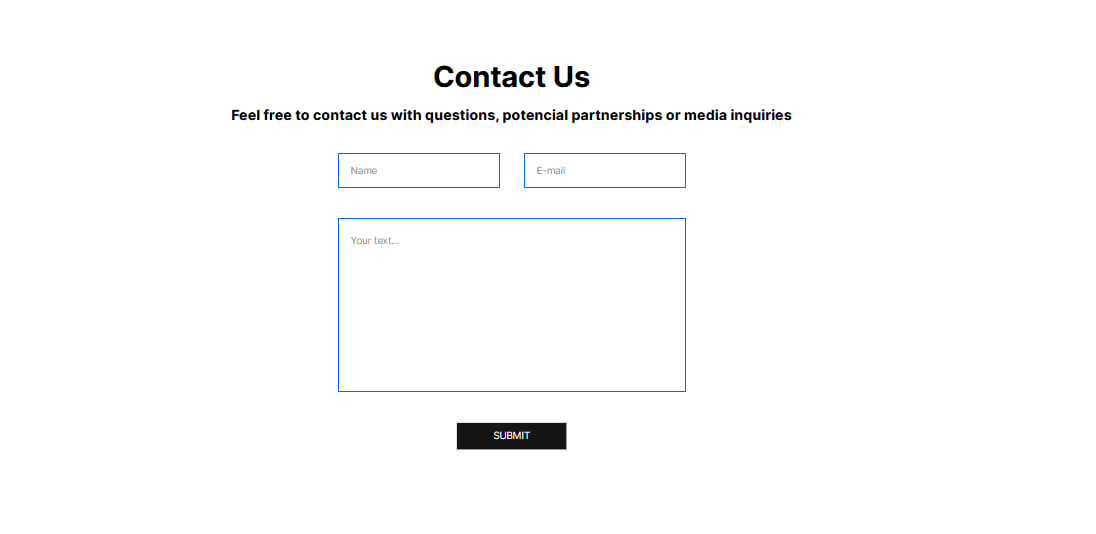 Contact Us
Feel free to contact us with questions, potencial partnerships or media inquiries
Name
E-mail
Your text...
SUBMIT